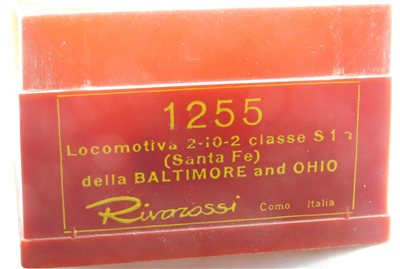 1255
Locomotiva 2-10-2 classe S 1 a
(Santa Fe)
della BALTIMORE and OHIO
Rivarossi Como Italia